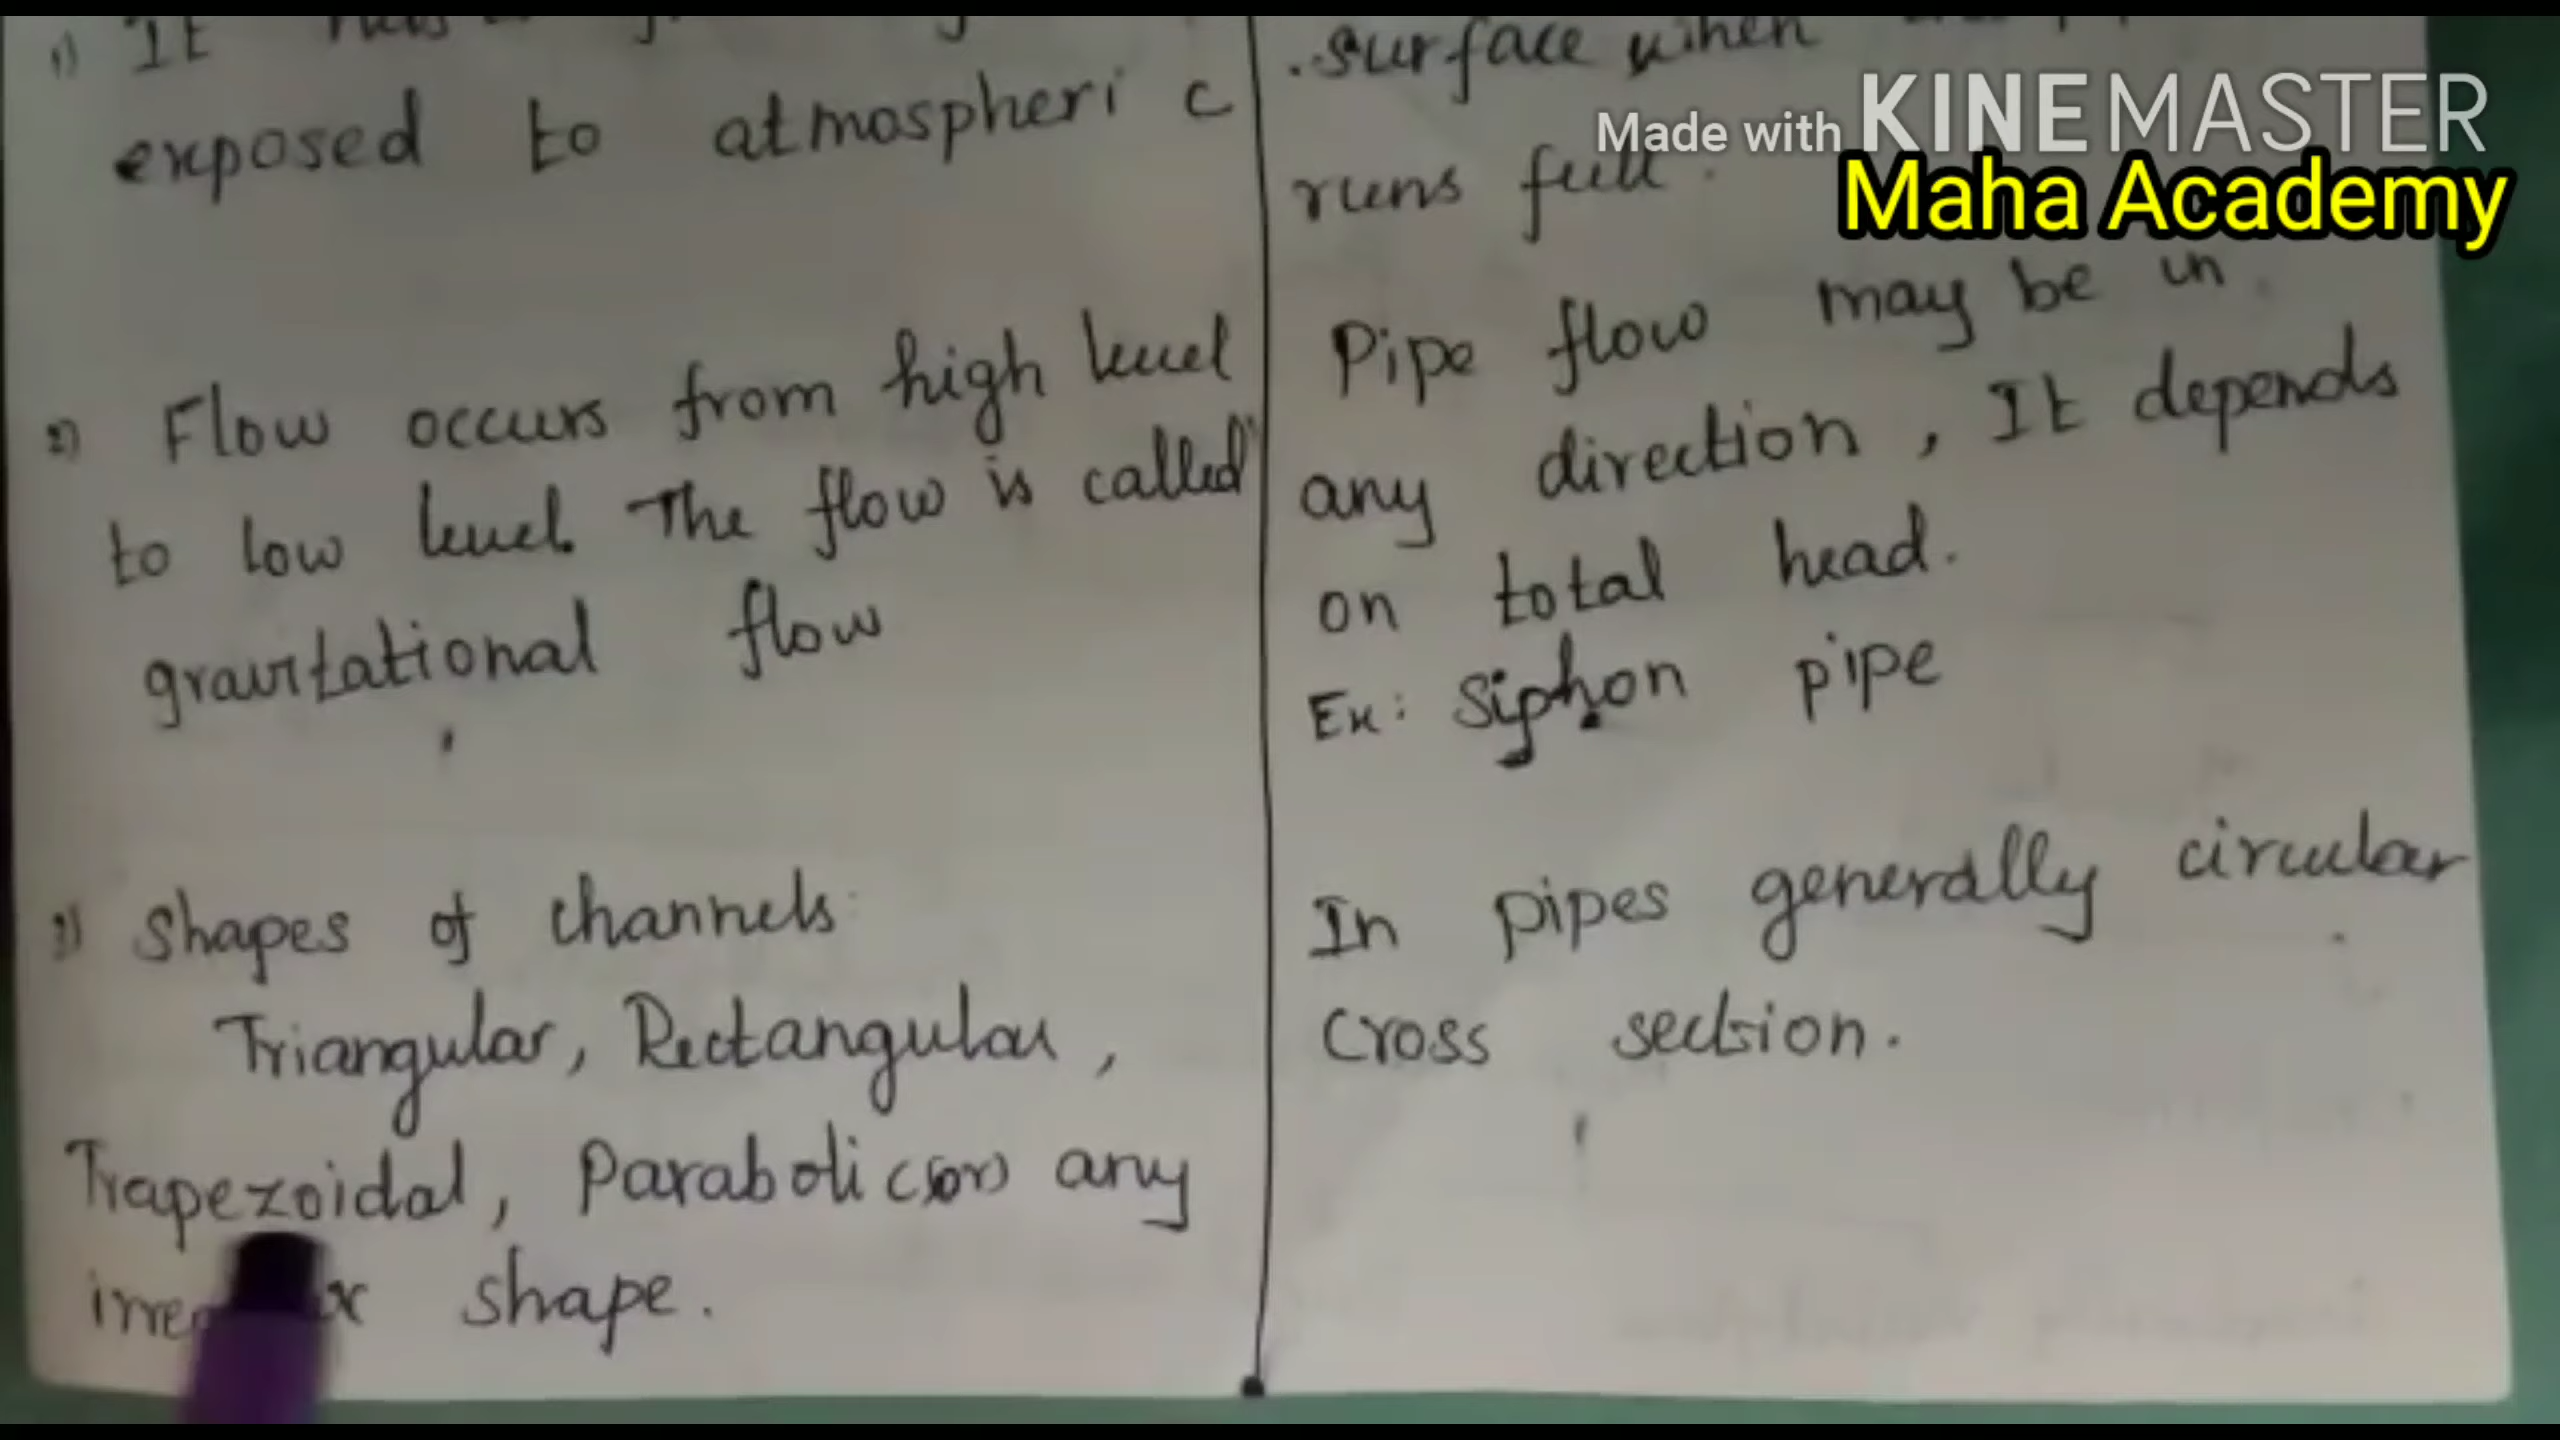 1) It has
exposed to atmospheric
2) Flow occurs from high level
to low level. The flow is called
gravitational flow
3) Shapes of channels:
Triangular, Rectangular,
Trapezoidal, Parabolic (or) any
shape.
.surface when
runs full.
Pipe flow may be in
any direction, It depends
on total head.
Ex: Siphon pipe
In pipes generally circular
cross section.
Made with KINEMASTER
Maha Academy